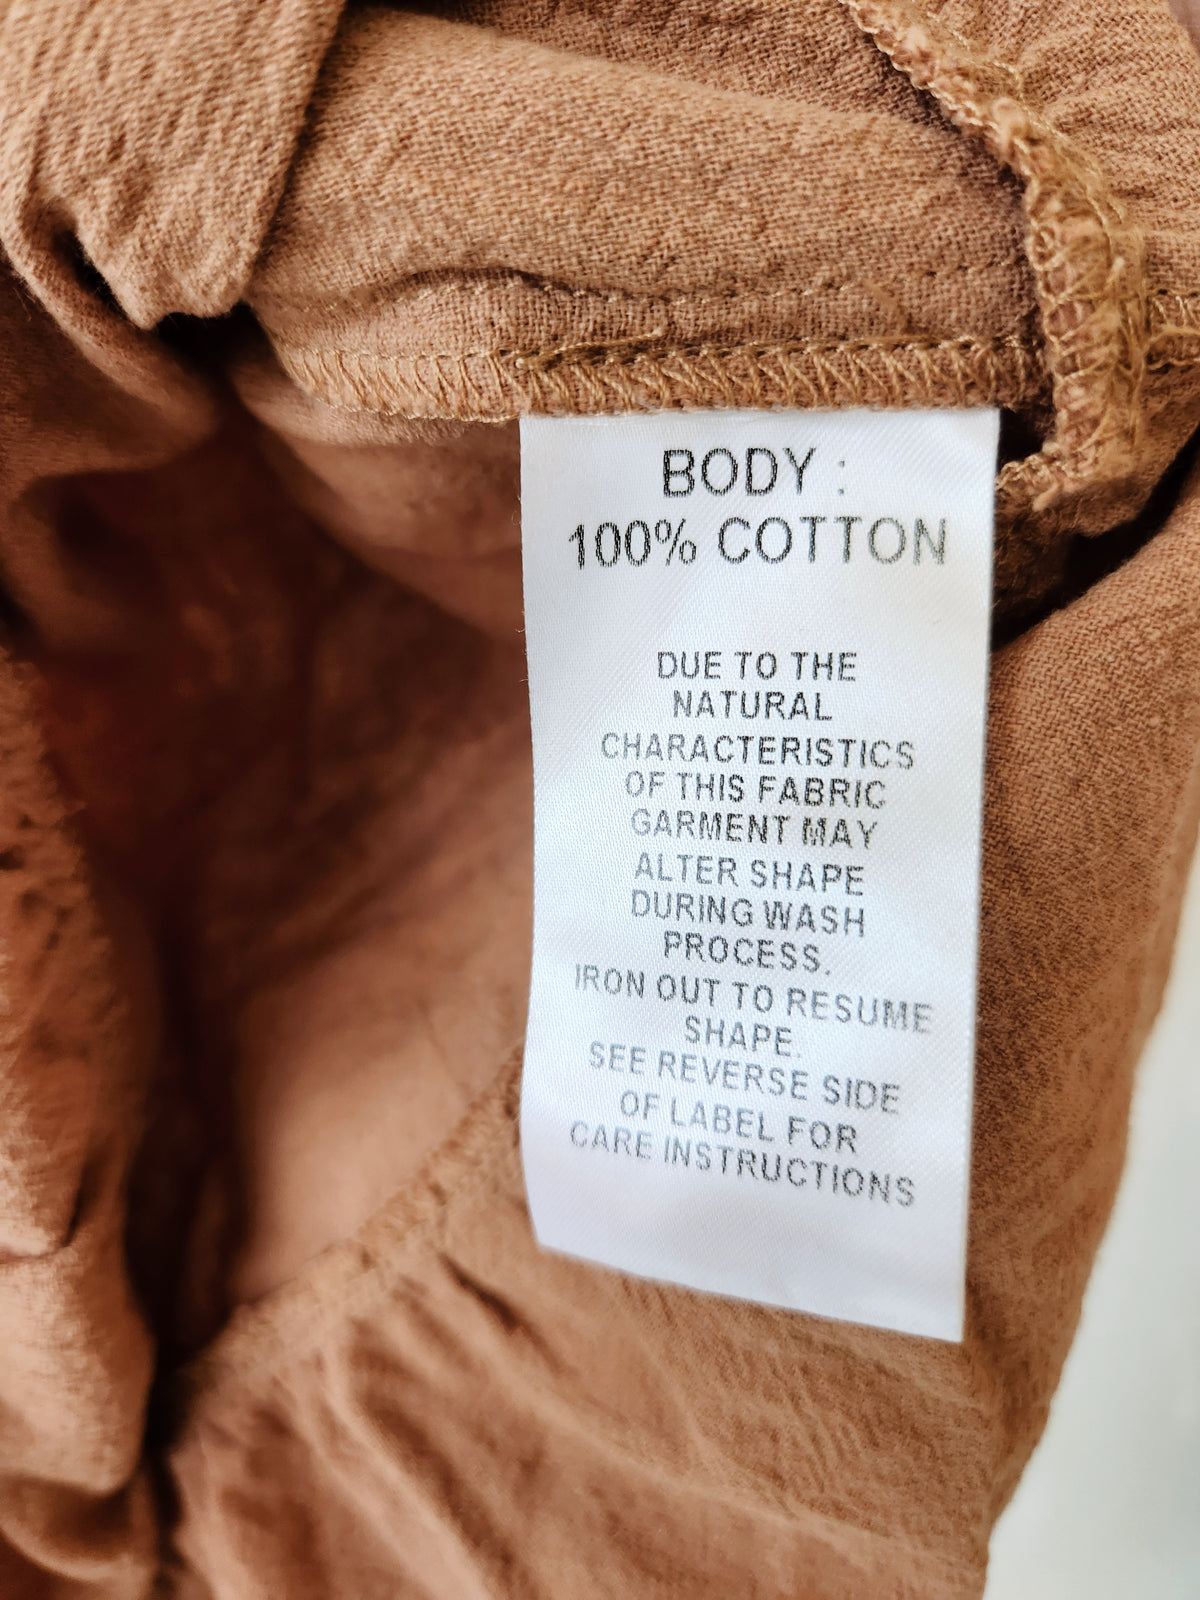 BODY :
100% COTTON
DUE TO THE
NATURAL
CHARACTERISTICS
OF THIS FABRIC
GARMENT MAY
ALTER SHAPE
DURING WASH
PROCESS.
IRON OUT TO RESUME
SHAPE.
SEE REVERSE SIDE
OF LABEL FOR
CARE INSTRUCTIONS